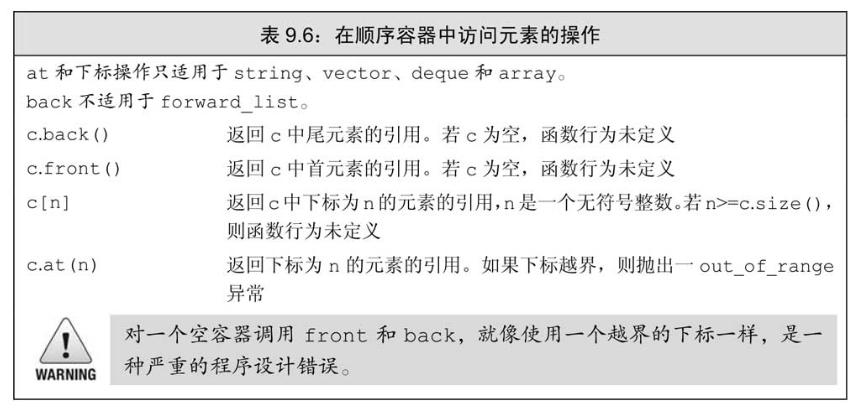 表 9.6：在顺序容器中访问元素的操作
at 和下标操作只适用于 string、vector、deque 和 array。
back 不适用于 forward_list。
c.back() 返回 c 中尾元素的引用。若 c 为空，函数行为未定义
c.front() 返回 c 中首元素的引用。若 c 为空，函数行为未定义
c[n] 返回 c 中下标为 n 的元素的引用，n 是一个无符号整数。若 n>=c.size()，
则函数行为未定义
c.at(n) 返回下标为 n 的元素的引用。如果下标越界，则抛出一 out_of_range
异常
对一个空容器调用 front 和 back，就像使用一个越界的下标一样，是一
种严重的程序设计错误。
WARNING